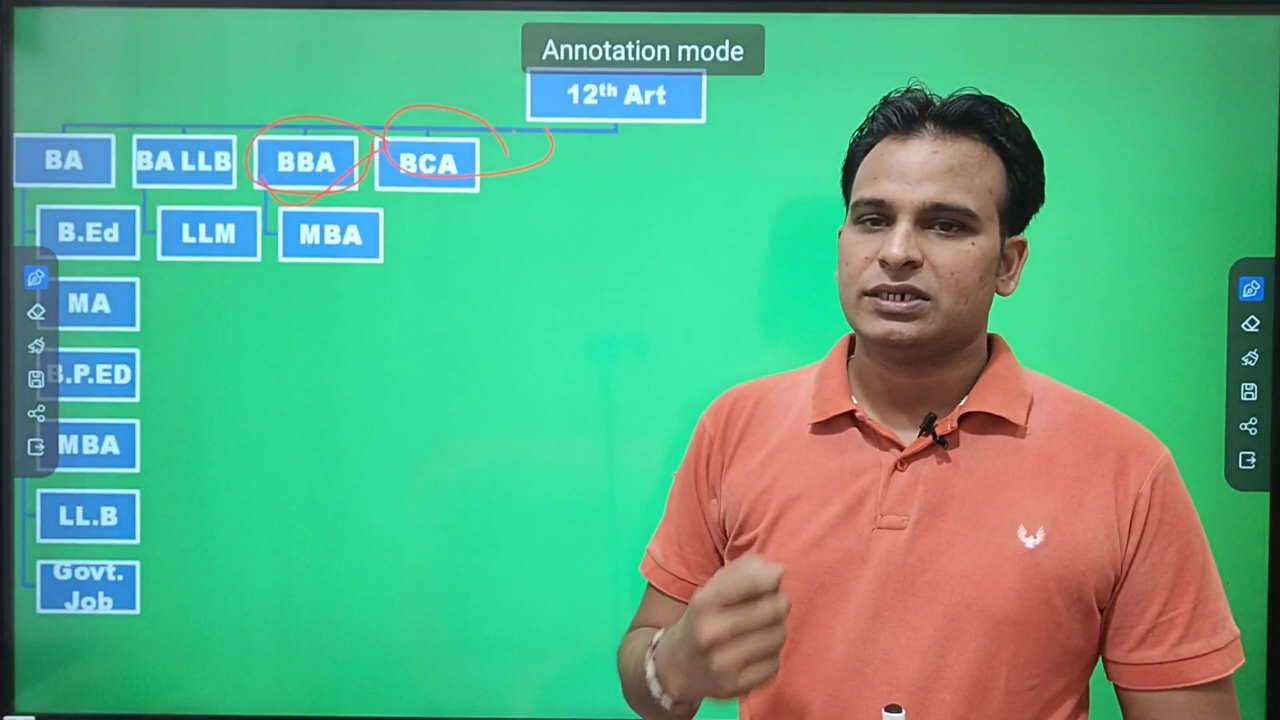 Annotation mode
12th Art
BA
BA LLB
BBA
BCA
B.Ed
LLM
MBA
MA
B.P.ED
MBA
LL.B
Govt.
Job